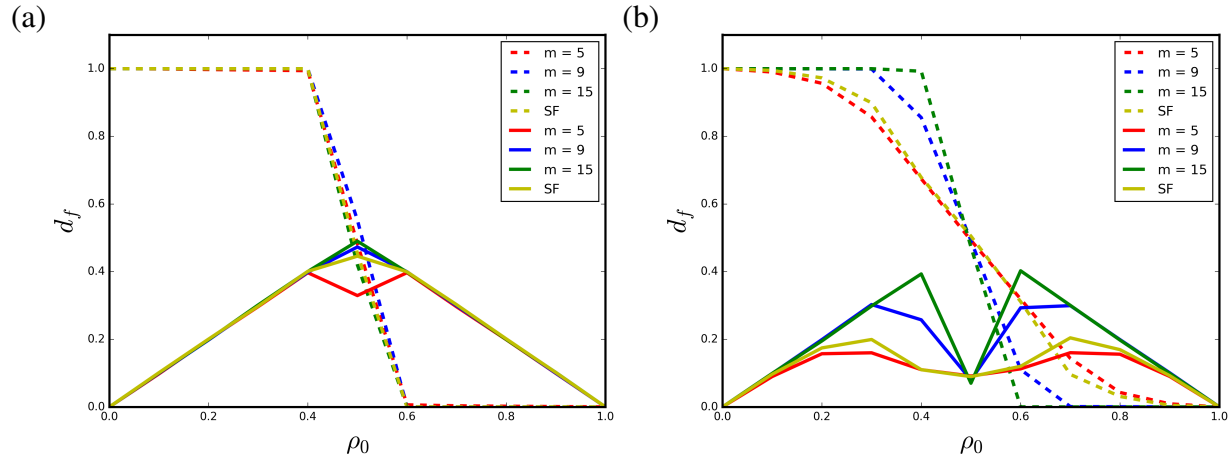 (a)
m = 5
m = 9
m = 15
SF
m = 5
m = 9
m = 15
SF
1.0
0.8
0.6
0.4
0.2
0.0
d_f
0.0 0.2 0.4 0.6 0.8 1.0
ρ_0
(b)
m = 5
m = 9
m = 15
SF
m = 5
m = 9
m = 15
SF
1.0
0.8
0.6
0.4
0.2
0.0
d_f
0.0 0.2 0.4 0.6 0.8 1.0
ρ_0